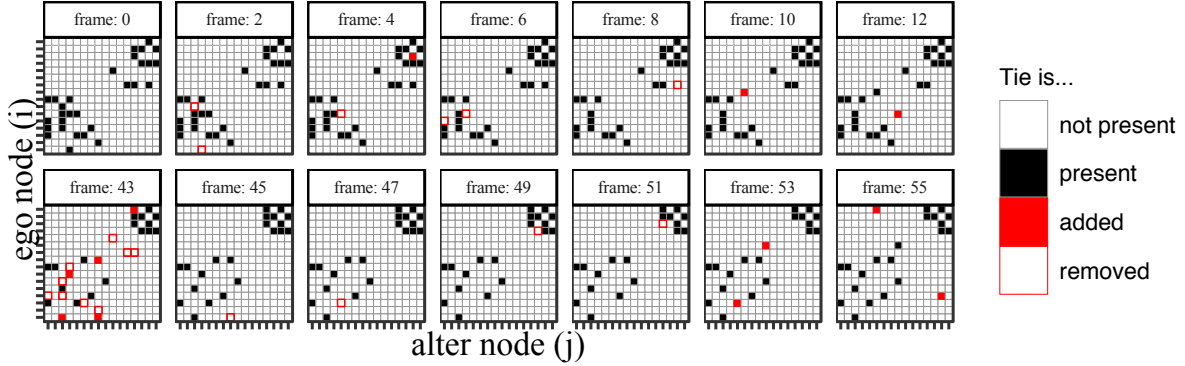 frame: 0
frame: 2
frame: 4
frame: 6
frame: 8
frame: 10
frame: 12
frame: 43
frame: 45
frame: 47
frame: 49
frame: 51
frame: 53
frame: 55
ego node (i)
alter node (j)
Tie is...
not present
present
added
removed